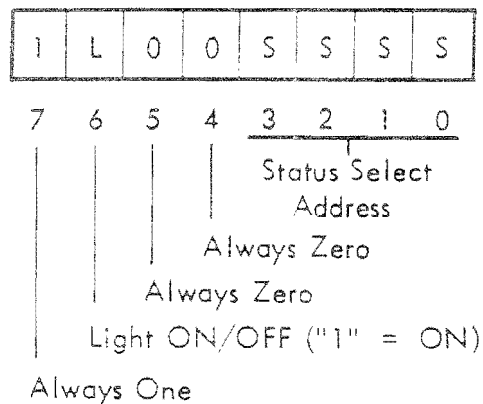 1 L 0 0 S S S S
7 6 5 4 3 2 1 0
Status Select
Address
Always Zero
Always Zero
Light ON/OFF ("1" = ON)
Always One